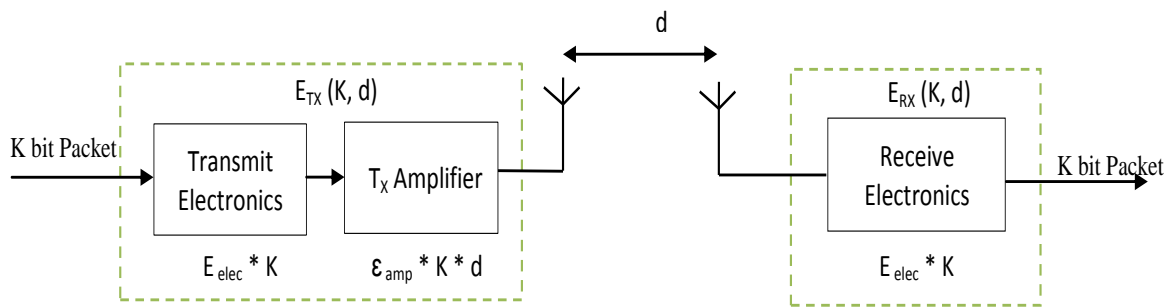 d
E_TX (K, d)
E_RX (K, d)
K bit Packet
Transmit
Electronics
T_X Amplifier
Receive
Electronics
K bit Packet
E_elec * K
ε_amp * K * d
E_elec * K